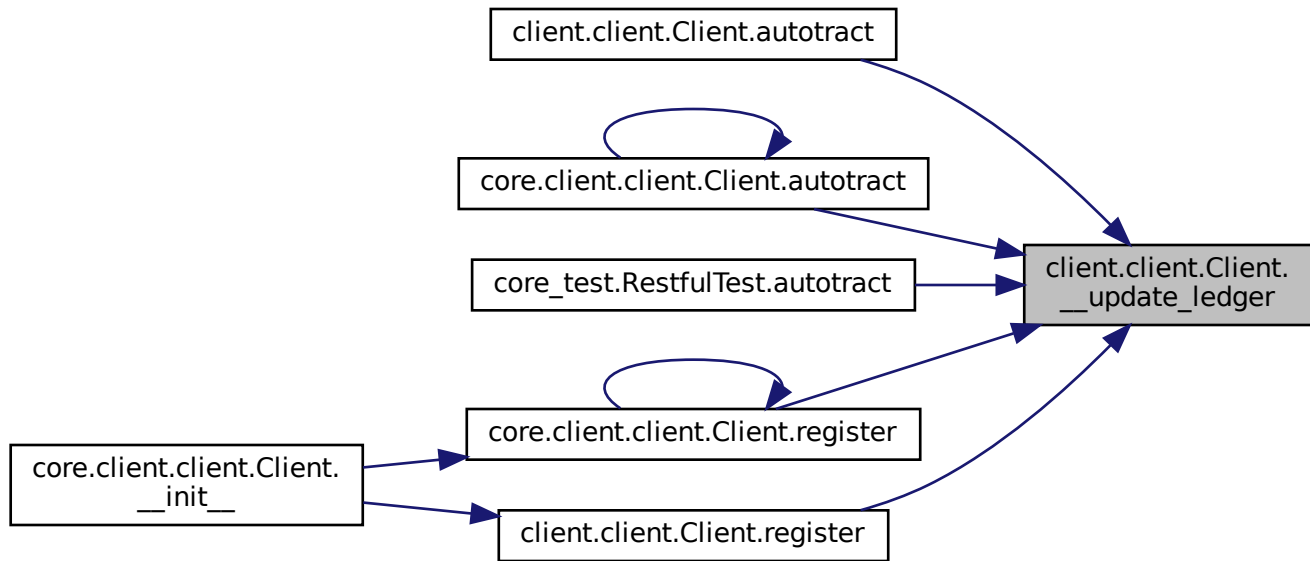 client.client.Client.autotract
core.client.client.Client.autotract
client.client.Client.
__update_ledger
core_test.RestfulTest.autotract
core.client.client.Client.register
core.client.client.Client.
__init__
client.client.Client.register